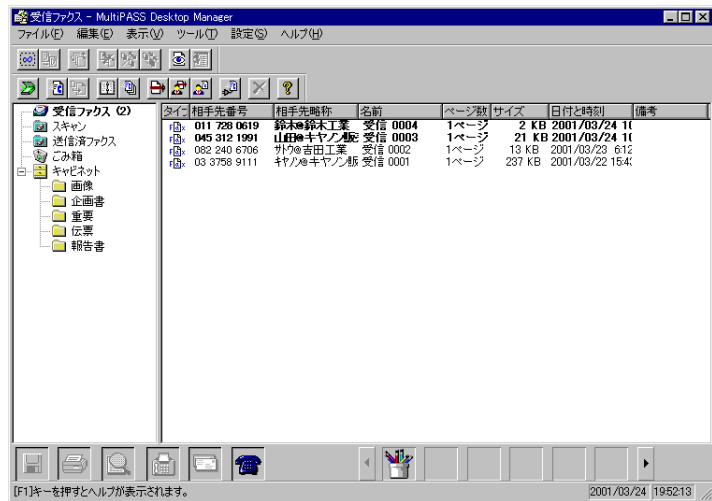 受信ファクス - MultiPASS Desktop Manager
ファイル(F) 編集(E) 表示(V) ツール(T) 設定(S) ヘルプ(H)
受信ファクス (2)
スキャン
送信済ファクス
ごみ箱
キャビネット
画像
企画書
重要
伝票
報告書
タイ 相手先番号 相手先略称 名前 ページ数 サイズ 日付と時刻 備考
011 728 0619 鈴木@鈴木工業 受信 0004 1ページ 2 KB 2001/03/24 1(
045 312 1991 山田@キヤノン販 受信 0003 1ページ 21 KB 2001/03/24 1(
082 240 6706 サトウ@吉田工業 受信 0002 1ページ 13 KB 2001/03/23 6:12
03 3758 9111 キヤノン@キヤノン販 受信 0001 1ページ 237 KB 2001/03/22 15:4
[F1]キーを押すとヘルプが表示されます。
2001/03/24 19:52:13